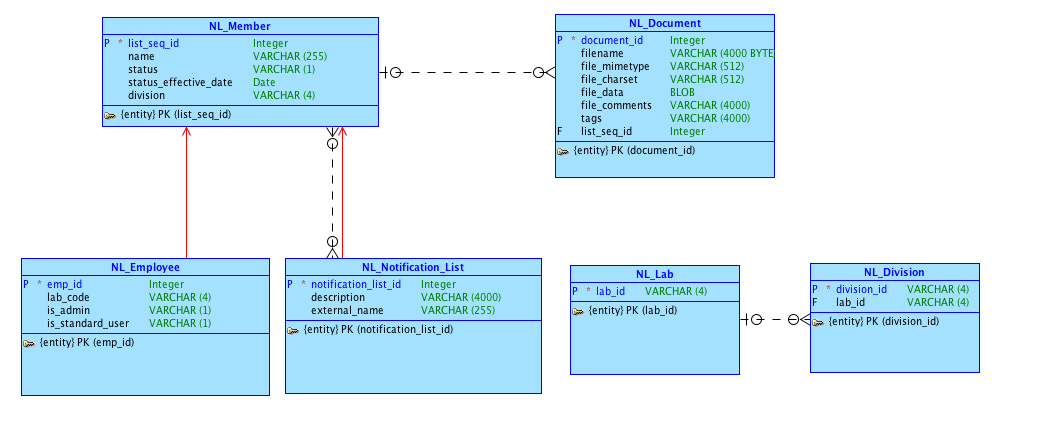 NL_Member
P * list_seq_id Integer
name VARCHAR (255)
status VARCHAR (1)
status_effective_date Date
division VARCHAR (4)
{entity} PK (list_seq_id)
NL_Document
P * document_id Integer
filename VARCHAR (4000 BYTE
file_mimetype VARCHAR (512)
file_charset VARCHAR (512)
file_data BLOB
file_comments VARCHAR (4000)
tags VARCHAR (4000)
F list_seq_id Integer
{entity} PK (document_id)
NL_Employee
P * emp_id Integer
lab_code VARCHAR (4)
is_admin VARCHAR (1)
is_standard_user VARCHAR (1)
{entity} PK (emp_id)
NL_Notification_List
P * notification_list_id Integer
description VARCHAR (4000)
external_name VARCHAR (255)
{entity} PK (notification_list_id)
NL_Lab
P * lab_id VARCHAR (4)
{entity} PK (lab_id)
NL_Division
P * division_id VARCHAR (4)
F lab_id VARCHAR (4)
{entity} PK (division_id)